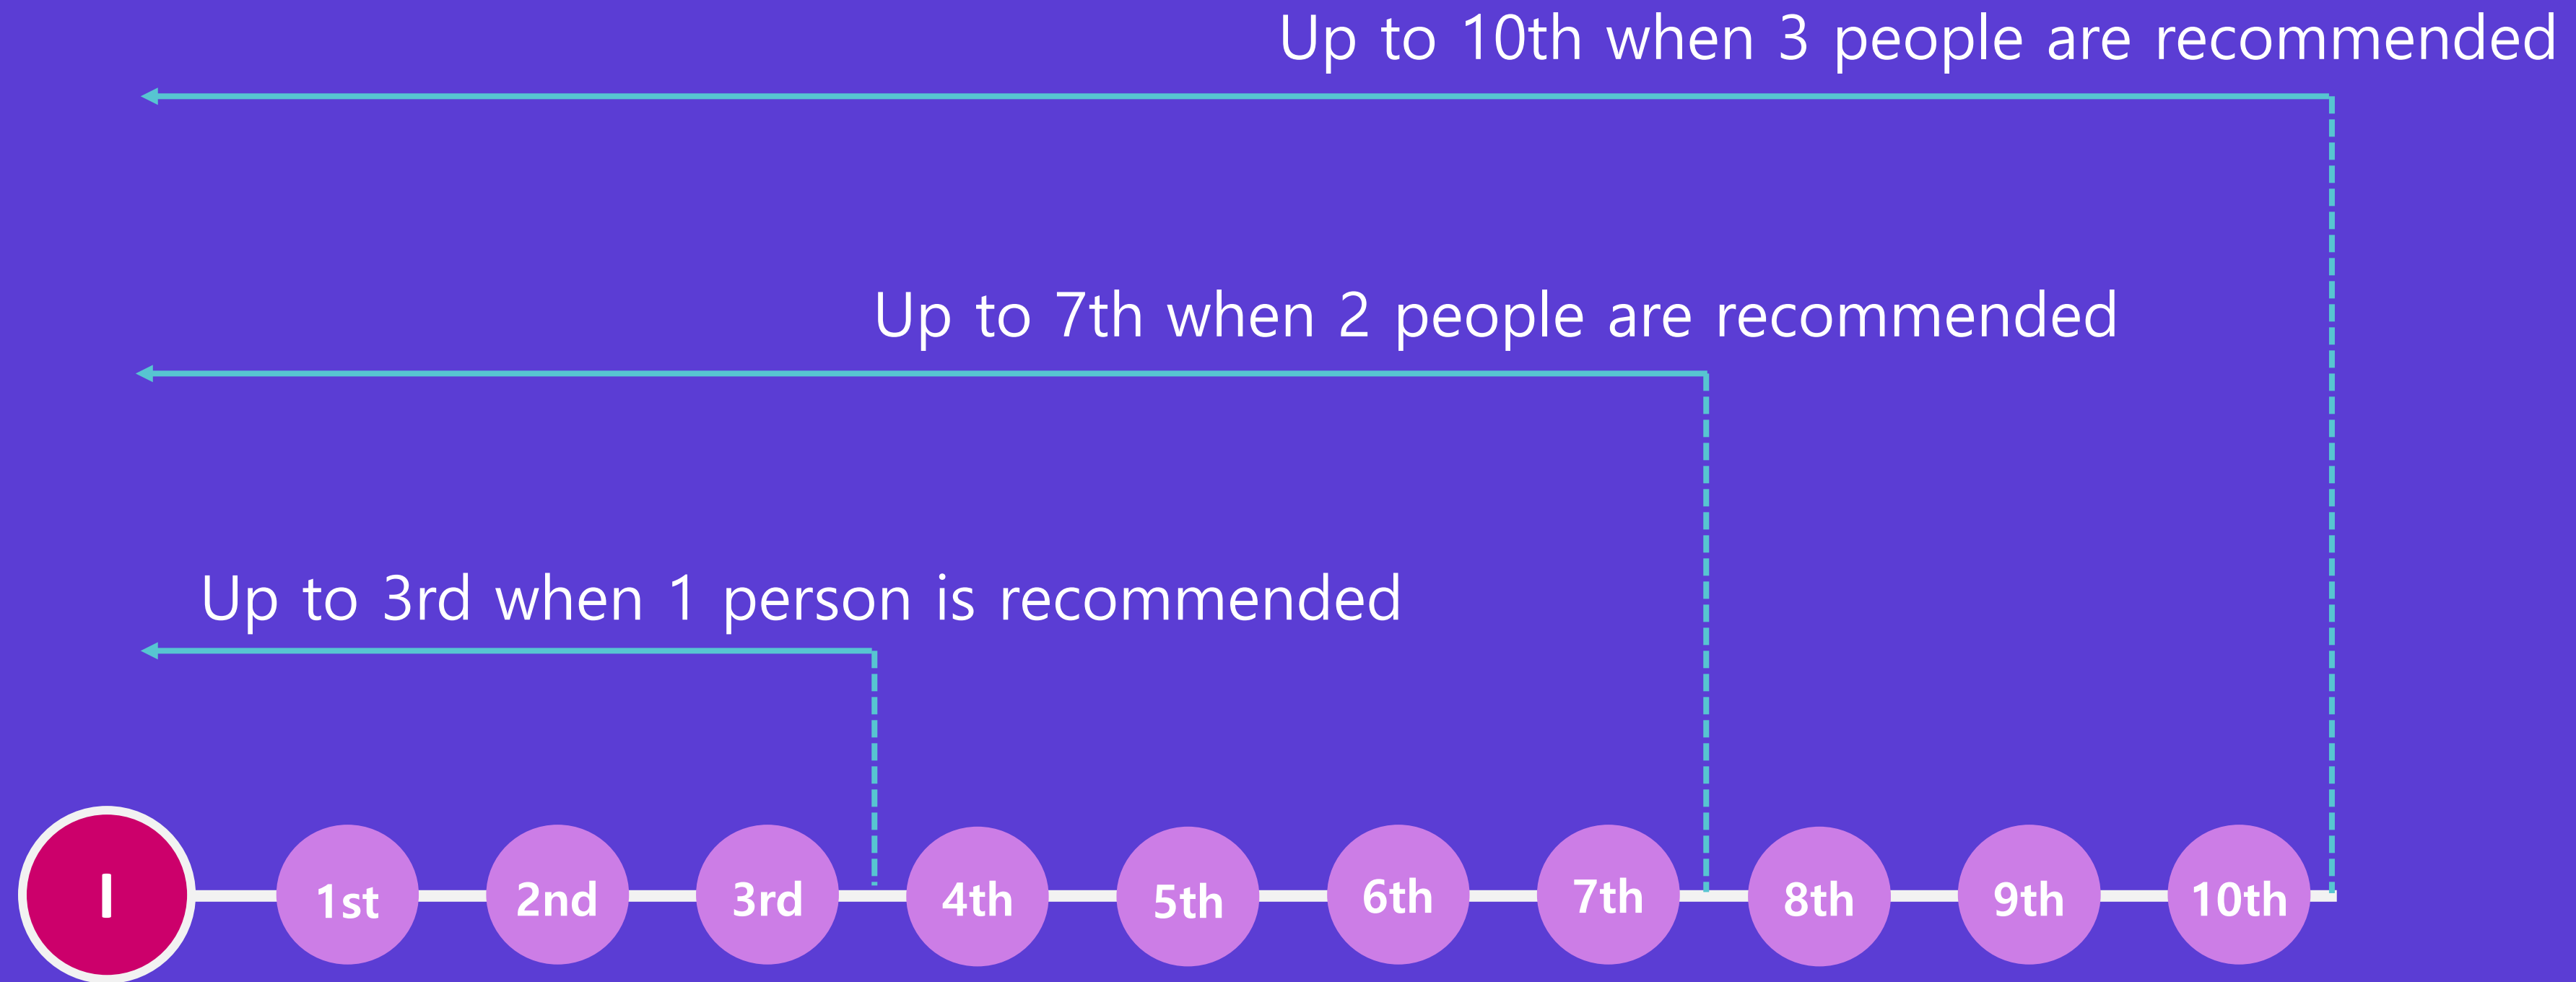 Up to 10th when 3 people are recommended
Up to 7th when 2 people are recommended
Up to 3rd when 1 person is recommended
I
1st
2nd
3rd
4th
5th
6th
7th
8th
9th
10th